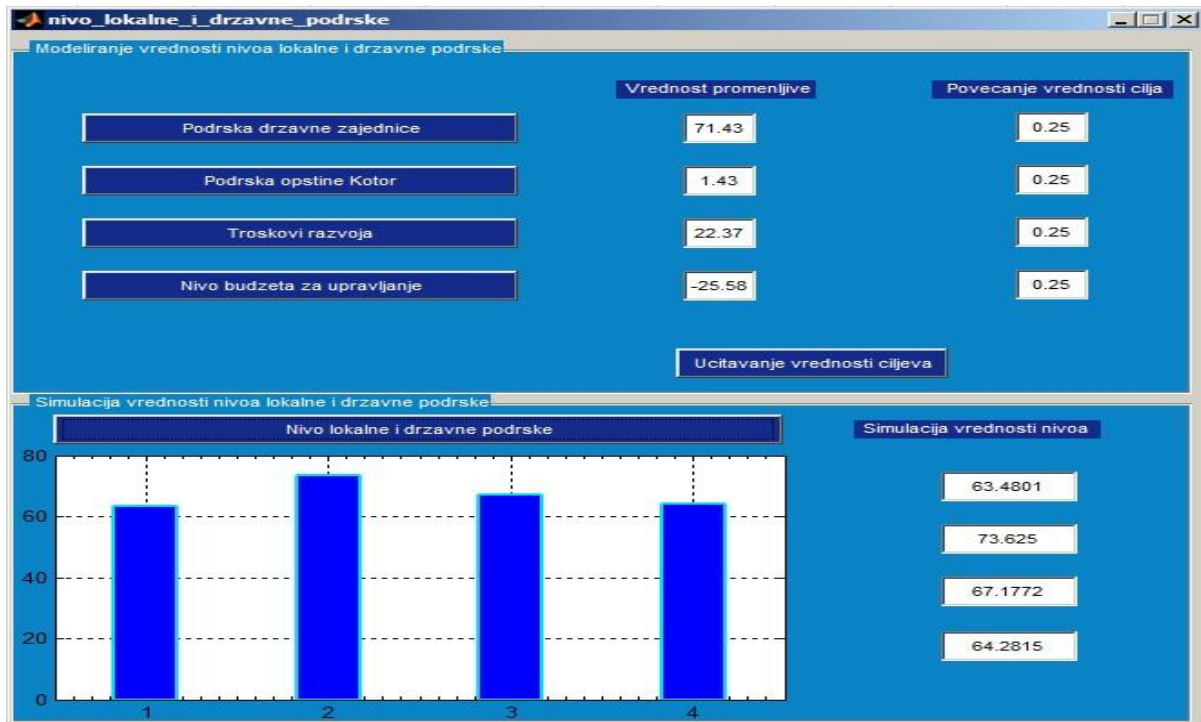 nivo_lokalne_i_drzavne_podrske
Modeliranje vrednosti nivoa lokalne i drzavne podrske
Vrednost promenljive Povecanje vrednosti cilja
Podrska drzavne zajednice 71.43 0.25
Podrska opstine Kotor 1.43 0.25
Troskovi razvoja 22.37 0.25
Nivo budzeta za upravljanje -25.58 0.25
Ucitavanje vrednosti ciljeva
Simulacija vrednosti nivoa lokalne i drzavne podrske
Nivo lokalne i drzavne podrske Simulacija vrednosti nivoa
80
63.4801
60
73.625
40
67.1772
20
64.2815
0
1 2 3 4